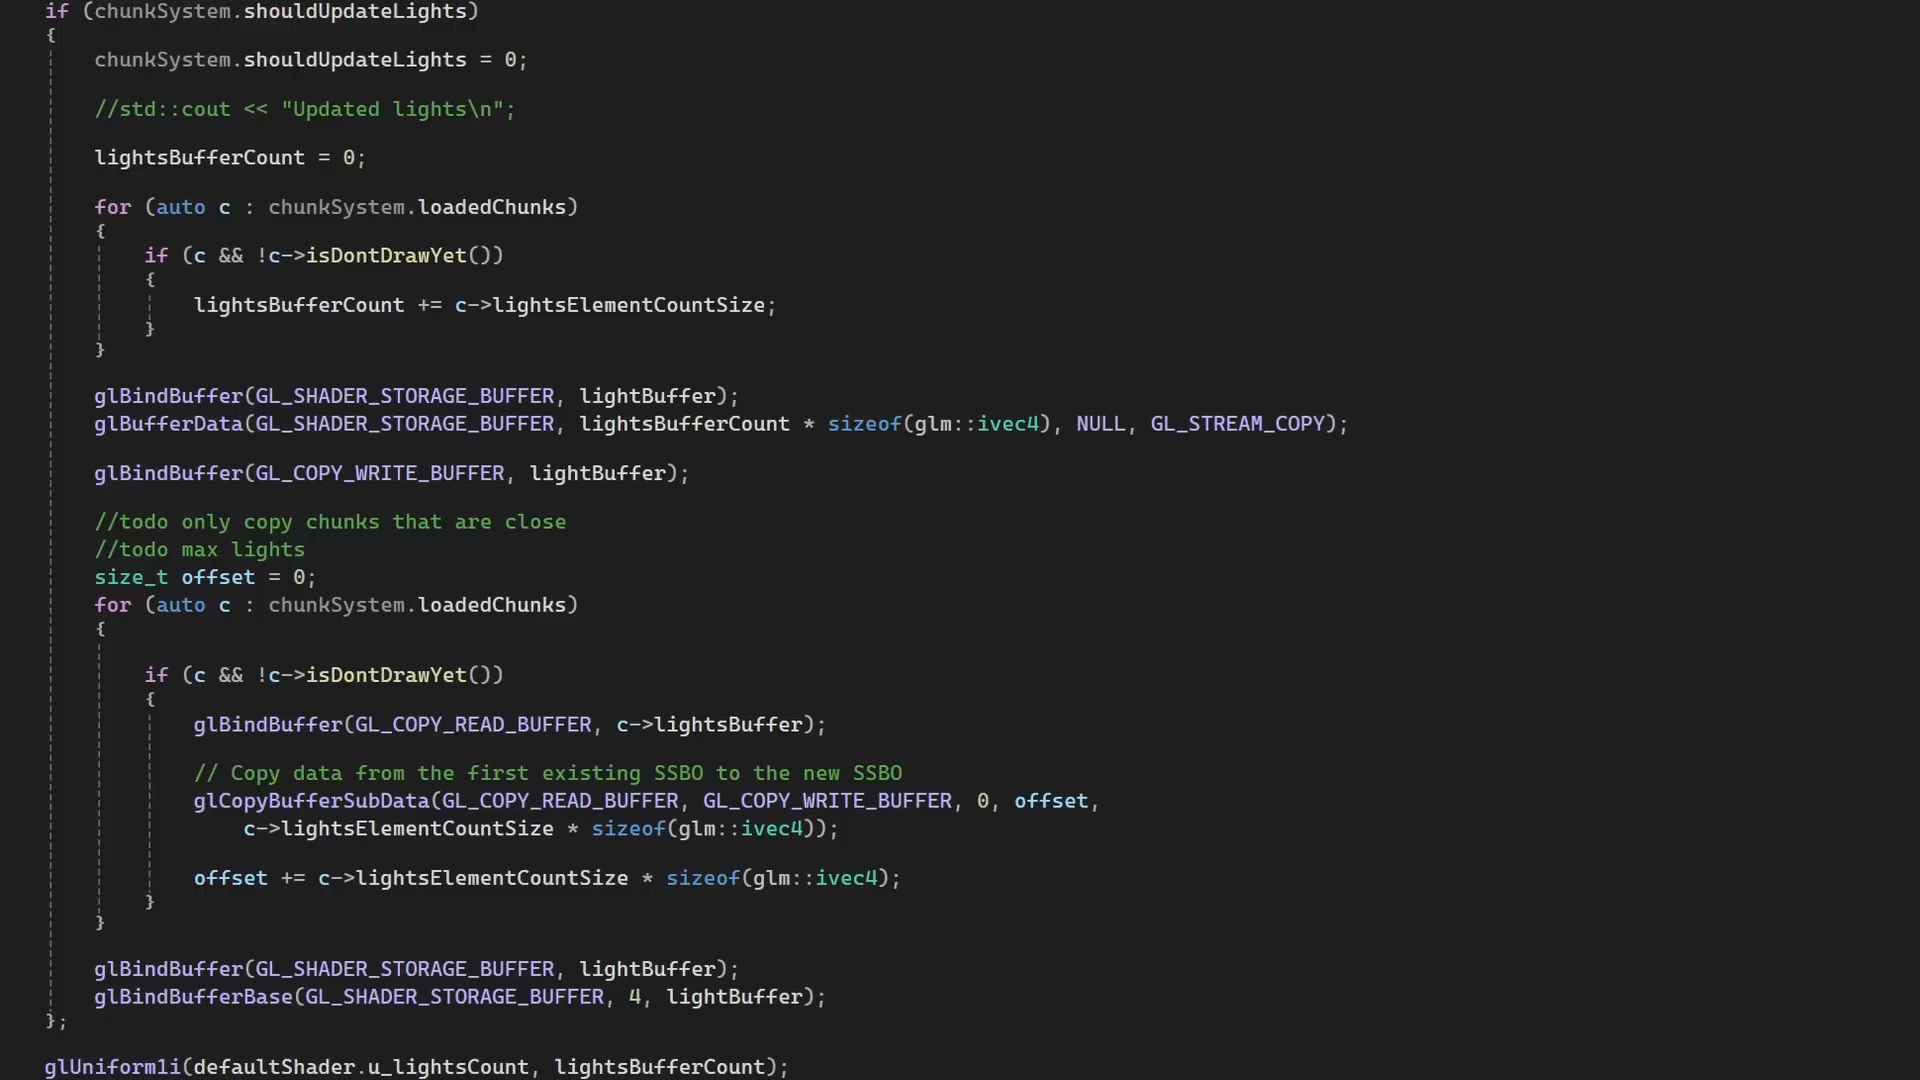 if (chunkSystem.shouldUpdateLights)
{
chunkSystem.shouldUpdateLights = 0;
//std::cout << "Updated lights\n";
lightsBufferCount = 0;
for (auto c : chunkSystem.loadedChunks)
{
if (c && !c->isDontDrawYet())
{
lightsBufferCount += c->lightsElementCountSize;
}
}
glBindBuffer(GL_SHADER_STORAGE_BUFFER, lightBuffer);
glBufferData(GL_SHADER_STORAGE_BUFFER, lightsBufferCount * sizeof(glm::ivec4), NULL, GL_STREAM_COPY);
glBindBuffer(GL_COPY_WRITE_BUFFER, lightBuffer);
//todo only copy chunks that are close
//todo max lights
size_t offset = 0;
for (auto c : chunkSystem.loadedChunks)
{
if (c && !c->isDontDrawYet())
{
glBindBuffer(GL_COPY_READ_BUFFER, c->lightsBuffer);
// Copy data from the first existing SSBO to the new SSBO
glCopyBufferSubData(GL_COPY_READ_BUFFER, GL_COPY_WRITE_BUFFER, 0, offset,
c->lightsElementCountSize * sizeof(glm::ivec4));
offset += c->lightsElementCountSize * sizeof(glm::ivec4);
}
}
glBindBuffer(GL_SHADER_STORAGE_BUFFER, lightBuffer);
glBindBufferBase(GL_SHADER_STORAGE_BUFFER, 4, lightBuffer);
};
glUniform1i(defaultShader.u_lightsCount, lightsBufferCount);